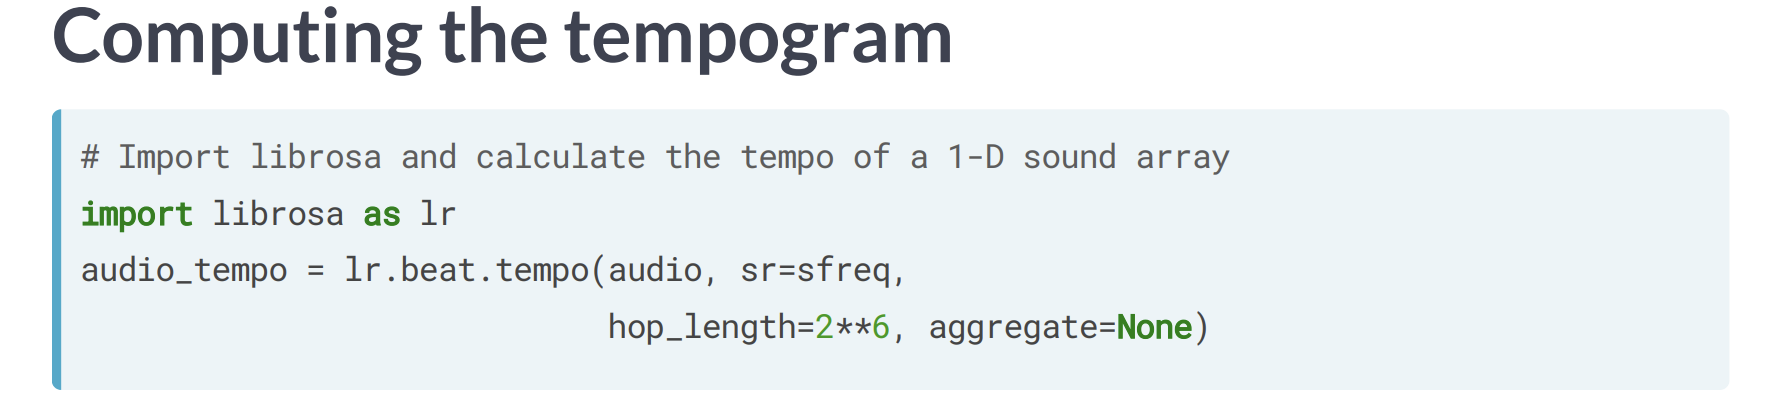 Computing the tempogram
# Import librosa and calculate the tempo of a 1-D sound array
import librosa as lr
audio_tempo = lr.beat.tempo(audio, sr=sfreq,
                            hop_length=2**6, aggregate=None)